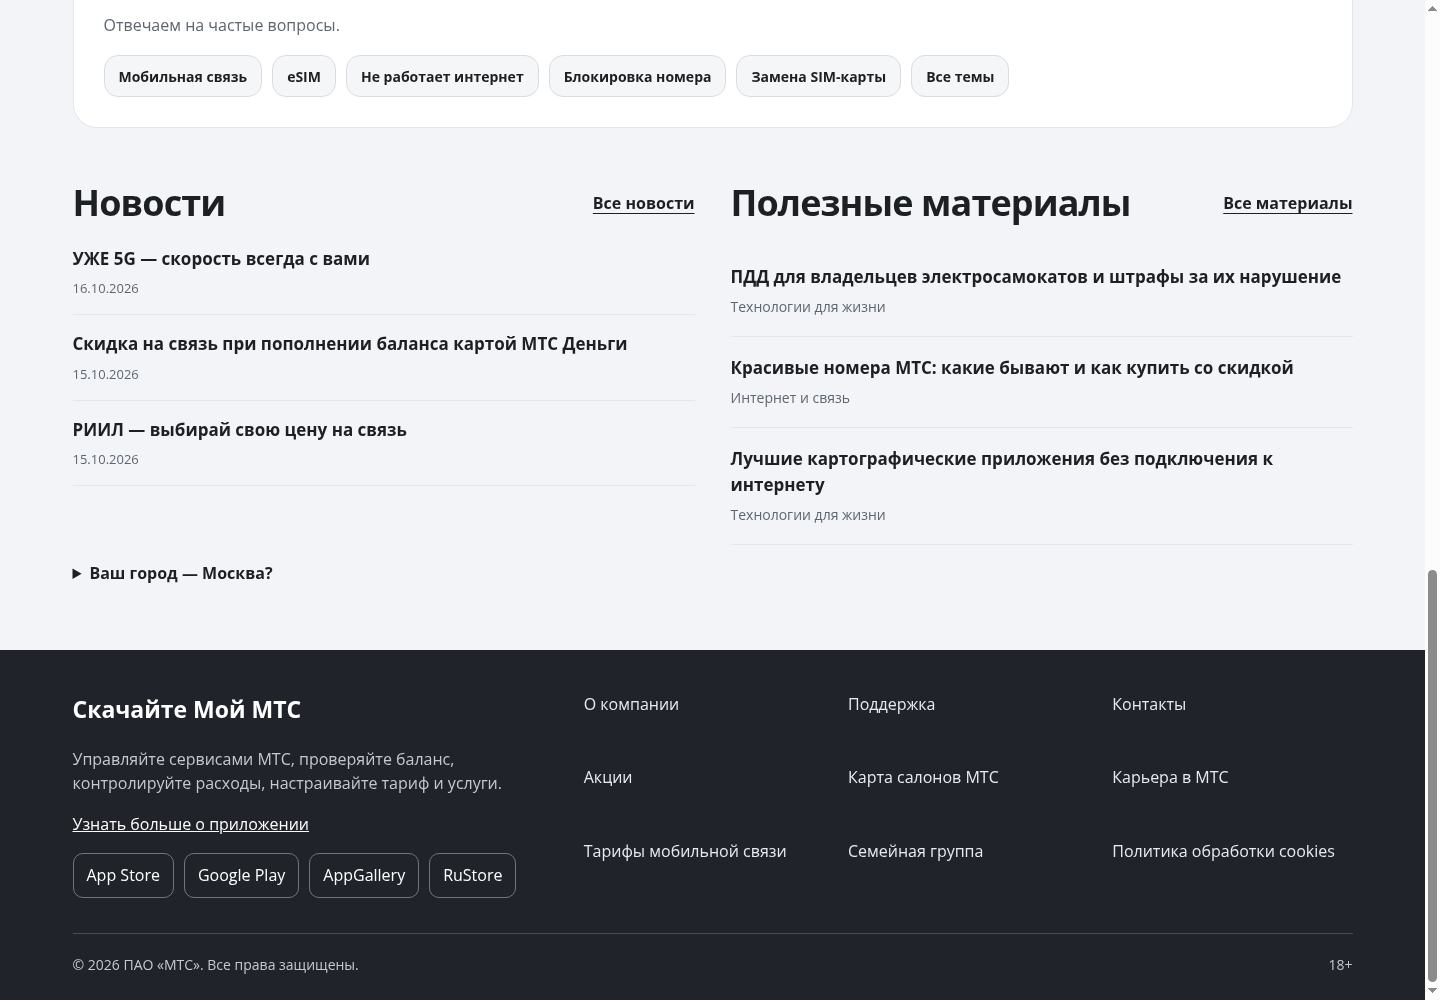 Отвечаем на частые вопросы.
Мобильная связь
eSIM
Не работает интернет
Блокировка номера
Замена SIM-карты
Все темы
Новости
Все новости
УЖЕ 5G — скорость всегда с вами
16.10.2026
Скидка на связь при пополнении баланса картой МТС Деньги
15.10.2026
РИИЛ — выбирай свою цену на связь
15.10.2026
Полезные материалы
Все материалы
ПДД для владельцев электросамокатов и штрафы за их нарушение
Технологии для жизни
Красивые номера МТС: какие бывают и как купить со скидкой
Интернет и связь
Лучшие картографические приложения без подключения к
интернету
Технологии для жизни
Ваш город — Москва?
Скачайте Мой МТС
Управляйте сервисами МТС, проверяйте баланс,
контролируйте расходы, настраивайте тариф и услуги.
Узнать больше о приложении
App Store
Google Play
AppGallery
RuStore
О компании
Поддержка
Контакты
Акции
Карта салонов МТС
Карьера в МТС
Тарифы мобильной связи
Семейная группа
Политика обработки cookies
© 2026 ПАО «МТС». Все права защищены.
18+